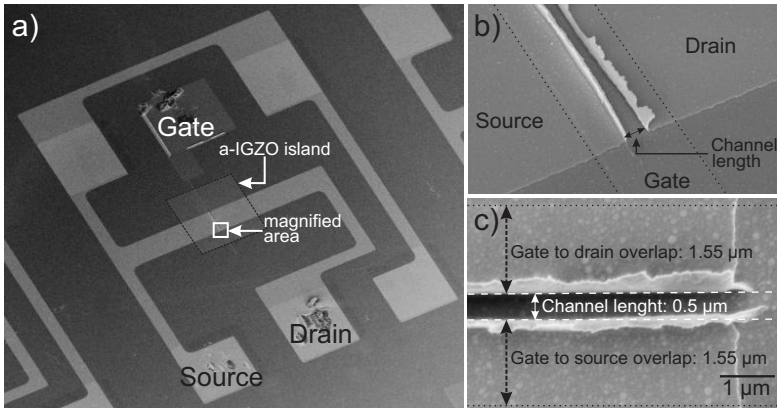 a)
Gate
a-IGZO island
magnified
area
Drain
Source
b)
Drain
Source
Channel
length
Gate
c)
Gate to drain overlap: 1.55 µm
Channel lenght: 0.5 µm
Gate to source overlap: 1.55 µm
1 µm